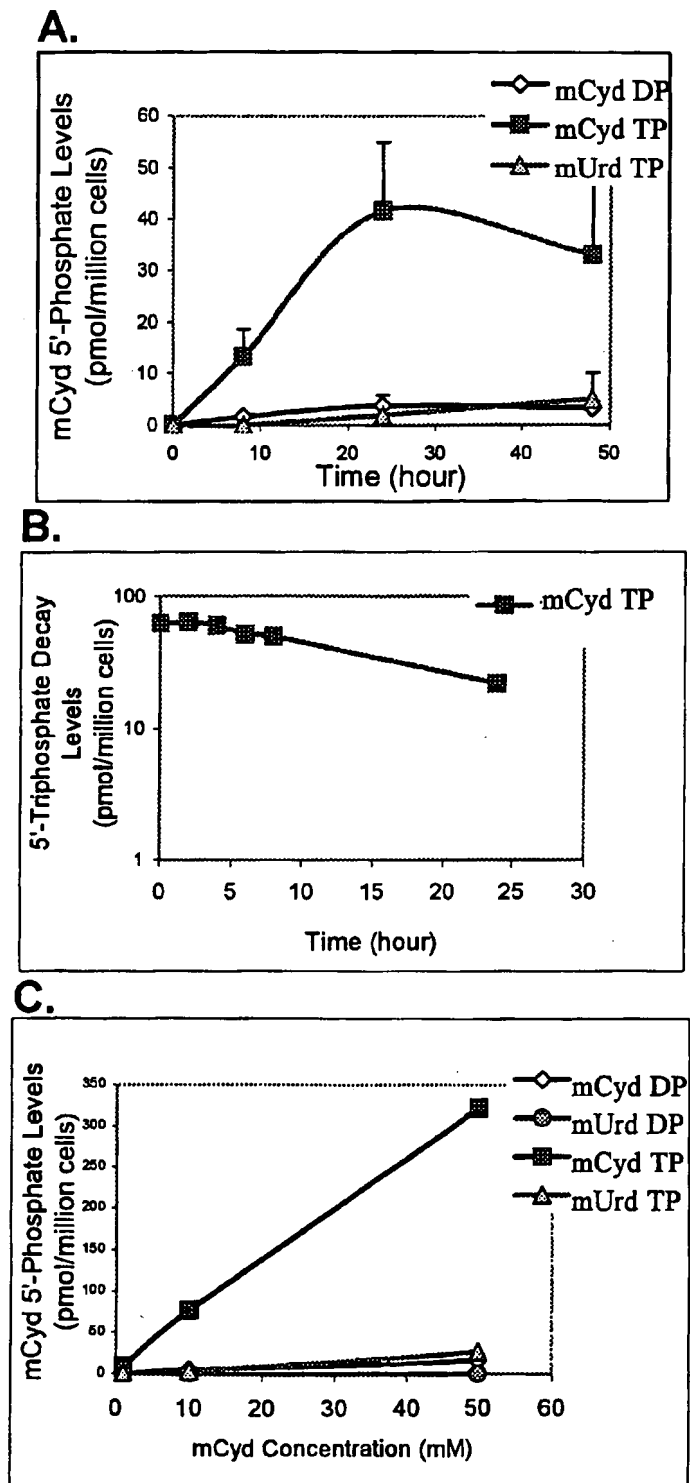 A.
mCyd DP
mCyd TP
mUrd TP
mCyd 5'-Phosphate Levels
(pmol/million cells)
60
50
40
30
20
10
0
0 10 20 30 40 50
Time (hour)
B.
mCyd TP
5'-Triphosphate Decay
Levels
(pmol/million cells)
100
10
1
0 5 10 15 20 25 30
Time (hour)
C.
mCyd DP
mUrd DP
mCyd TP
mUrd TP
mCyd 5'-Phosphate Levels
(pmol/million cells)
350
300
250
200
150
100
50
0
0 10 20 30 40 50 60
mCyd Concentration (mM)